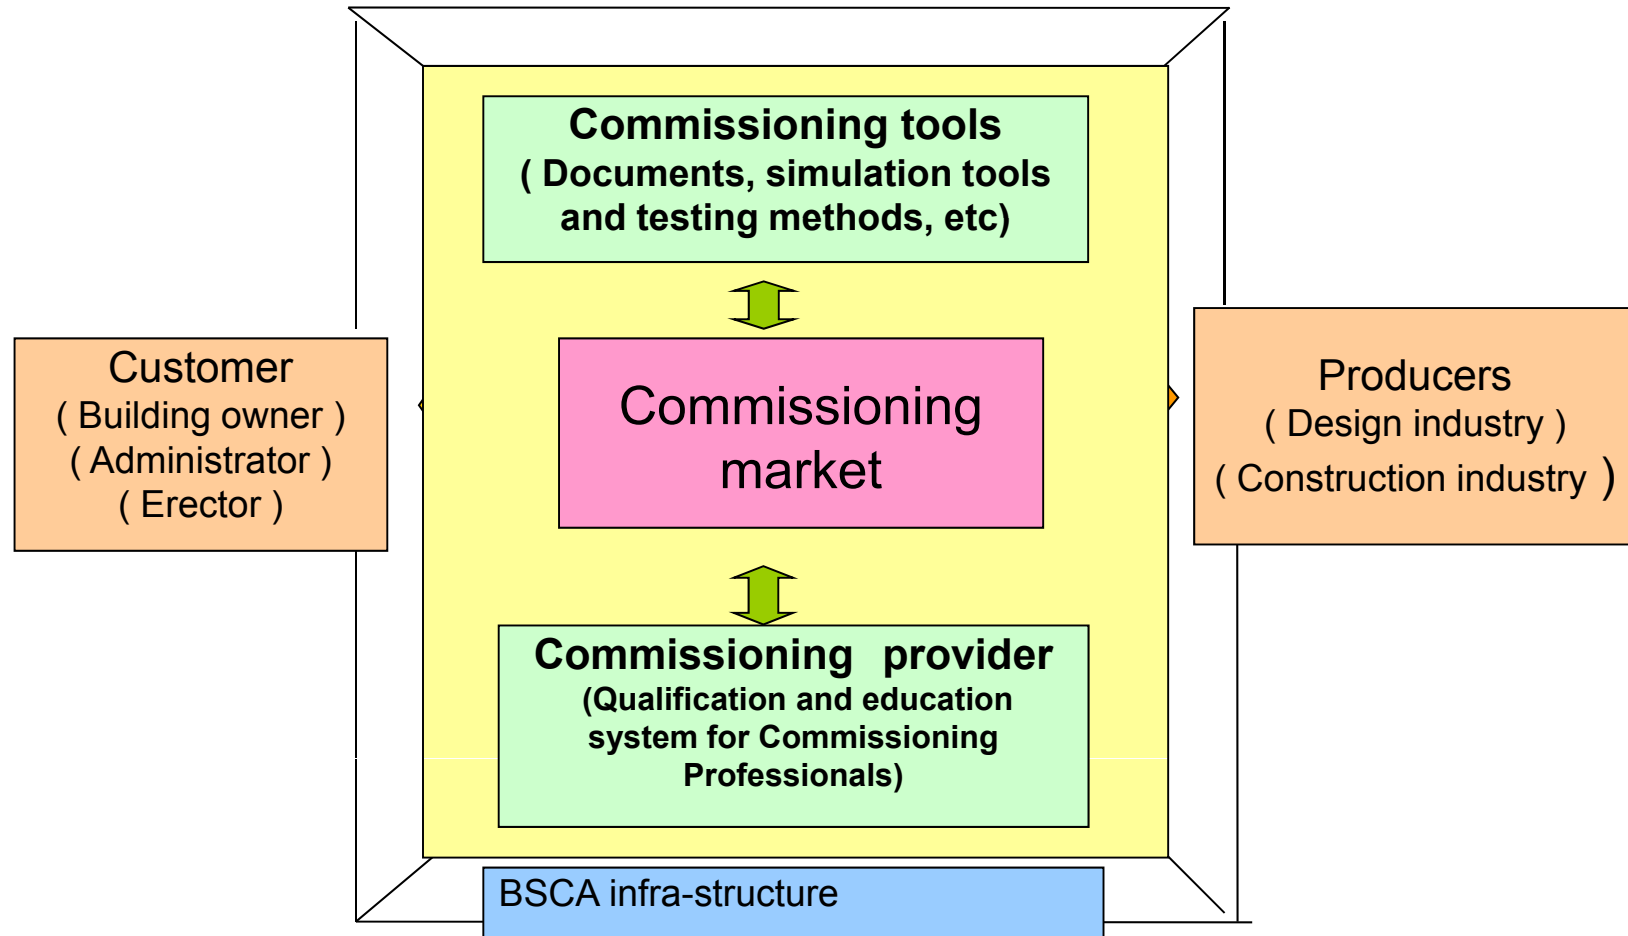 Commissioning tools
( Documents, simulation tools
and testing methods, etc)
Customer
( Building owner )
( Administrator )
( Erector )
Commissioning
market
Producers
( Design industry )
( Construction industry )
Commissioning provider
(Qualification and education
system for Commissioning
Professionals)
BSCA infra-structure